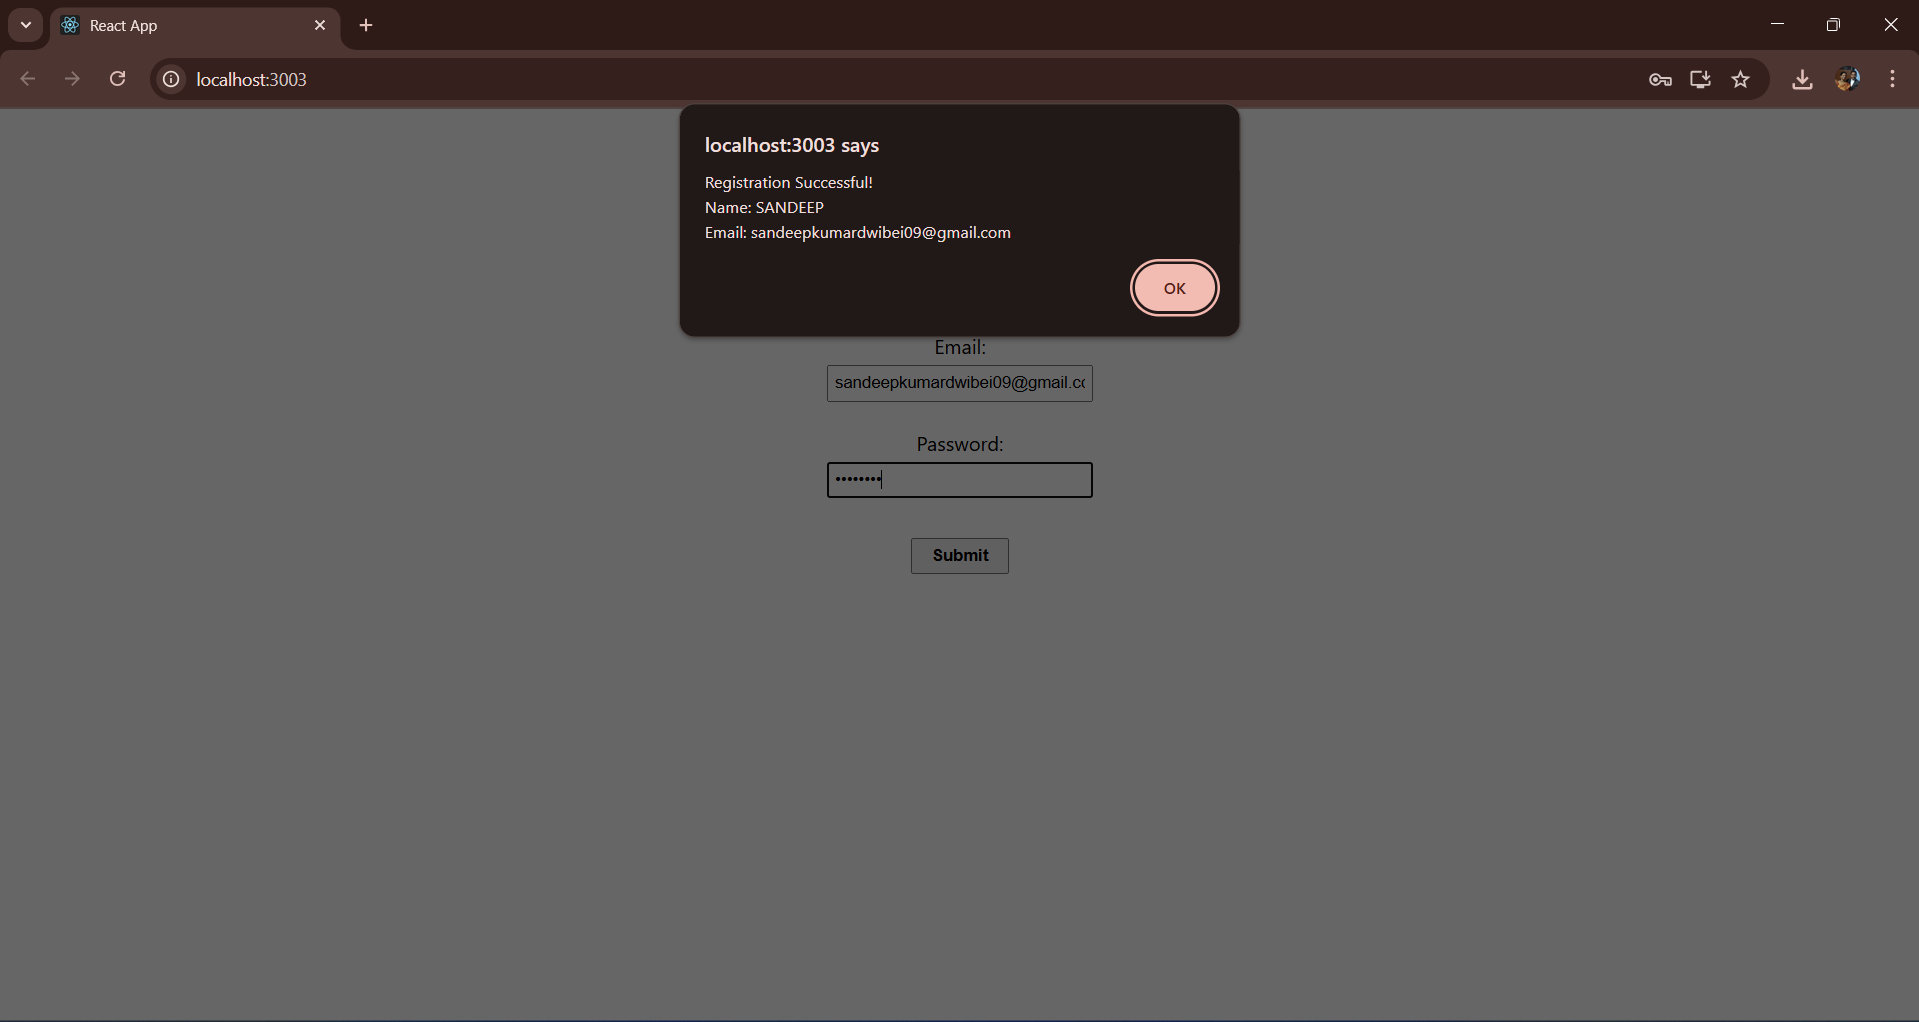 React App
localhost:3003
localhost:3003 says
Registration Successful!
Name: SANDEEP
Email: sandeepkumardwibei09@gmail.com
OK
Email:
sandeepkumardwibei09@gmail.cc
Password:
••••••••
Submit